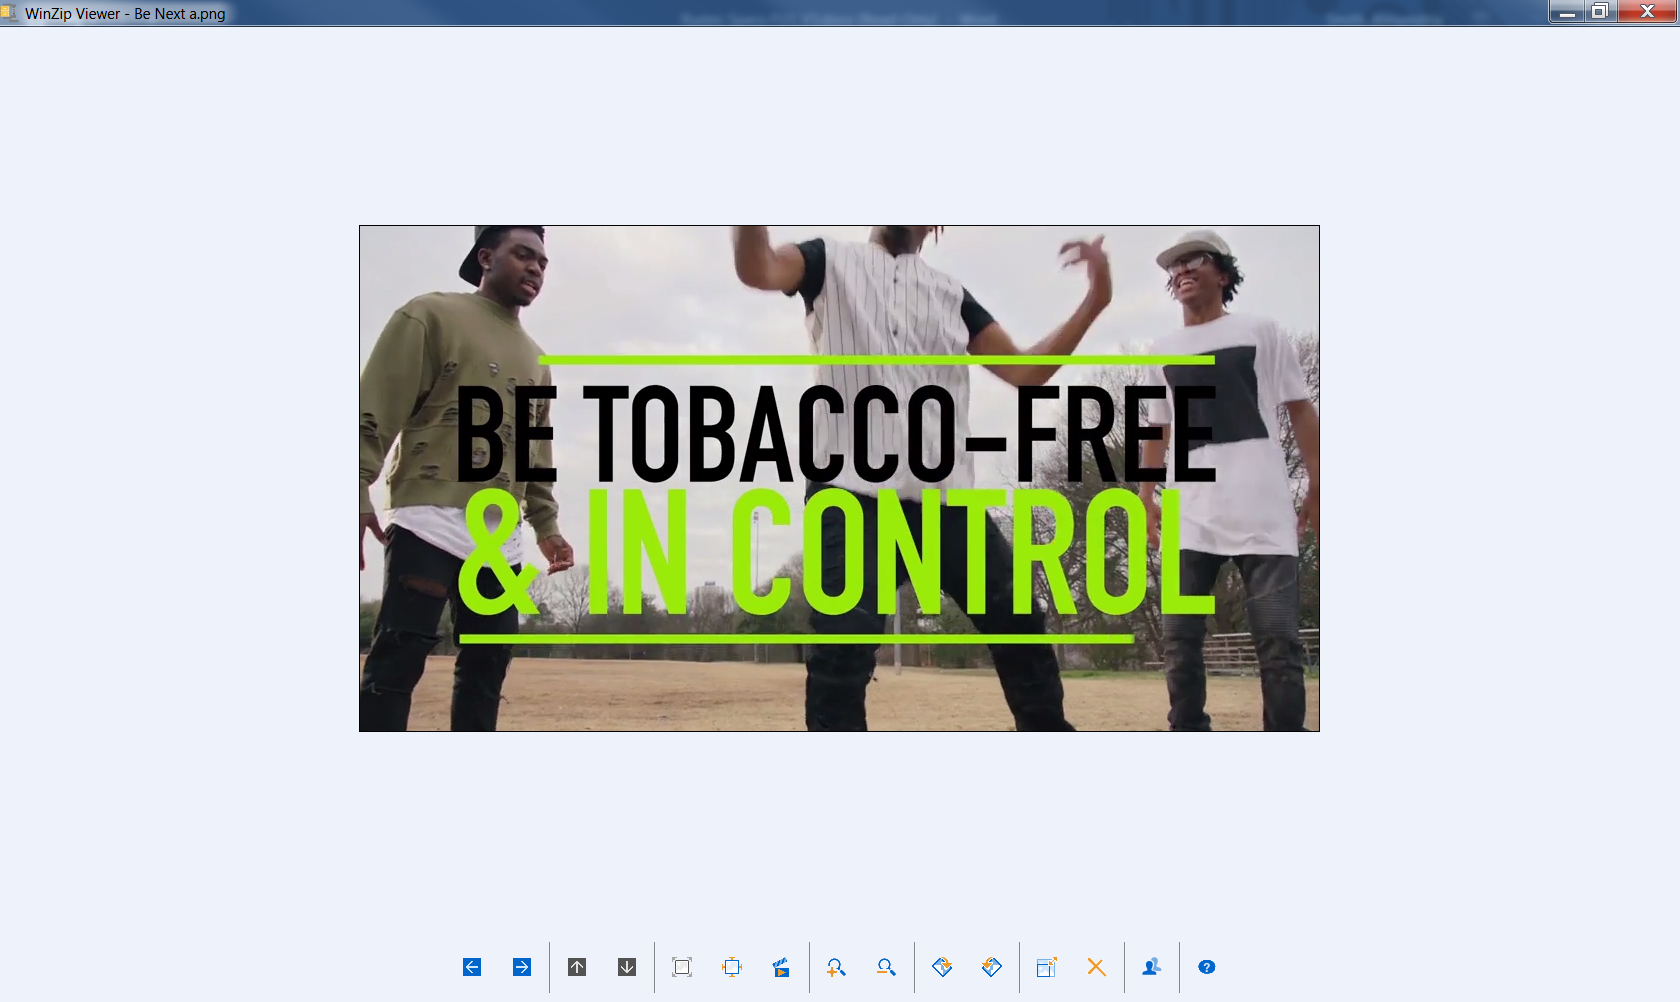 WinZip Viewer - Be Next a.png
BE TOBACCO-FREE
& IN CONTROL
?